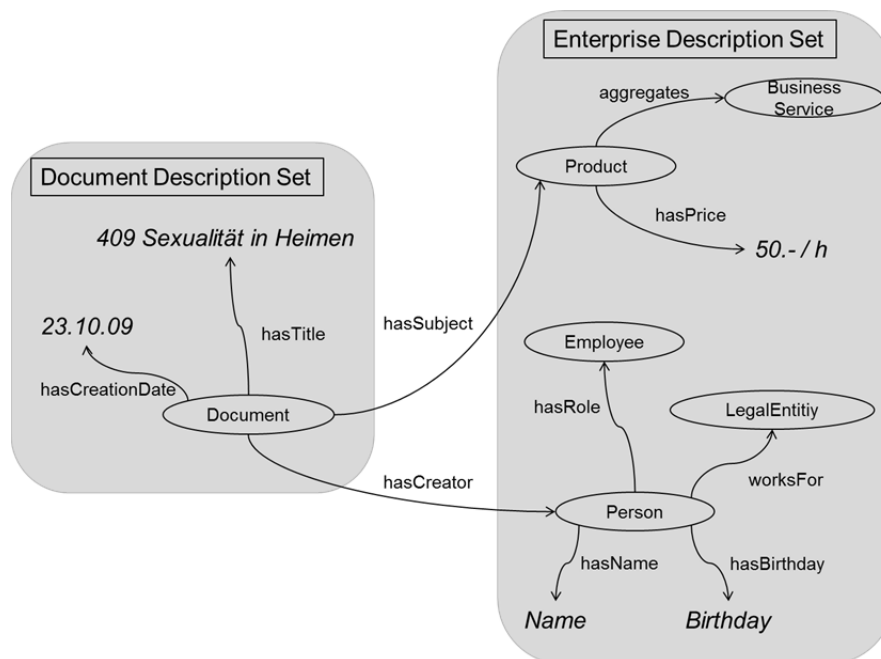 Enterprise Description Set
aggregates
Business
Service
Product
hasPrice
50.- / h
Document Description Set
409 Sexualität in Heimen
23.10.09
hasTitle
hasCreationDate
Document
hasSubject
hasCreator
Employee
hasRole
LegalEntitiy
worksFor
Person
hasName
hasBirthday
Name
Birthday